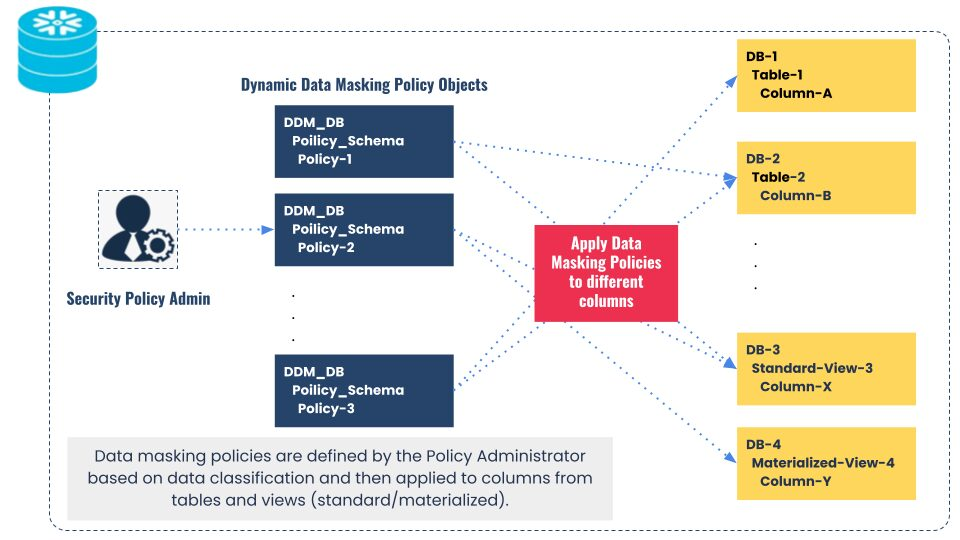 Dynamic Data Masking Policy Objects
DDM_DB
Poilicy_Schema
Policy-1
DDM_DB
Poilicy_Schema
Policy-2
.
.
.
DDM_DB
Poilicy_Schema
Policy-3
Security Policy Admin
Apply Data
Masking Policies
to different
columns
DB-1
Table-1
Column-A
DB-2
Table-2
Column-B
.
.
.
DB-3
Standard-View-3
Column-X
DB-4
Materialized-View-4
Column-Y
Data masking policies are defined by the Policy Administrator
based on data classification and then applied to columns from
tables and views (standard/materialized).